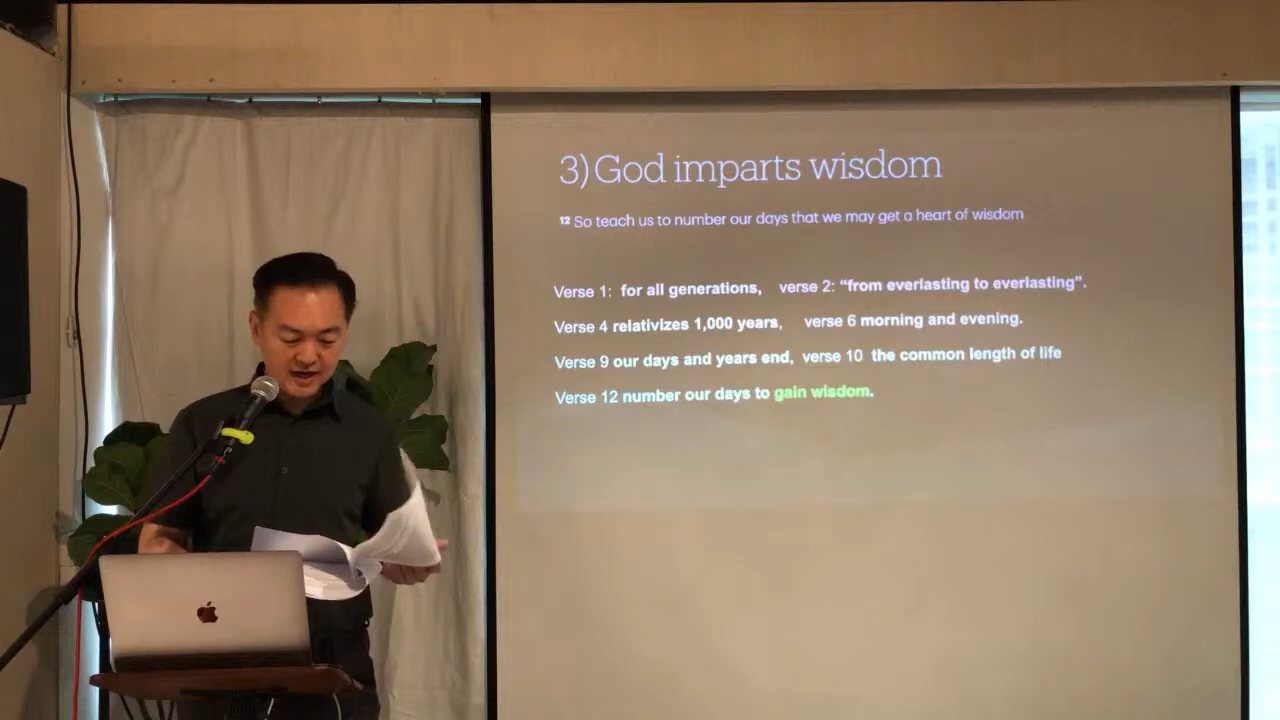 3) God imparts wisdom
12 So teach us to number our days that we may get a heart of wisdom
Verse 1: for all generations, verse 2: “from everlasting to everlasting”.
Verse 4 relativizes 1,000 years, verse 6 morning and evening.
Verse 9 our days and years end, verse 10 the common length of life
Verse 12 number our days to gain wisdom.